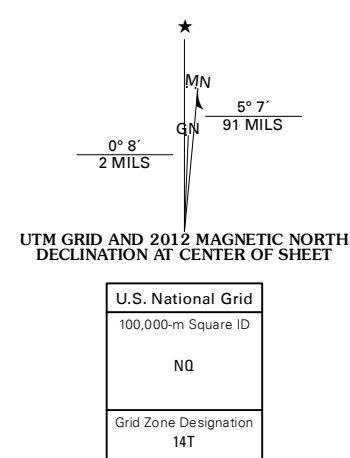 ★
MN
5° 7´
91 MILS
GN
0° 8´
2 MILS
UTM GRID AND 2012 MAGNETIC NORTH
DECLINATION AT CENTER OF SHEET
U.S. National Grid
100,000-m Square ID
NQ
Grid Zone Designation
14T